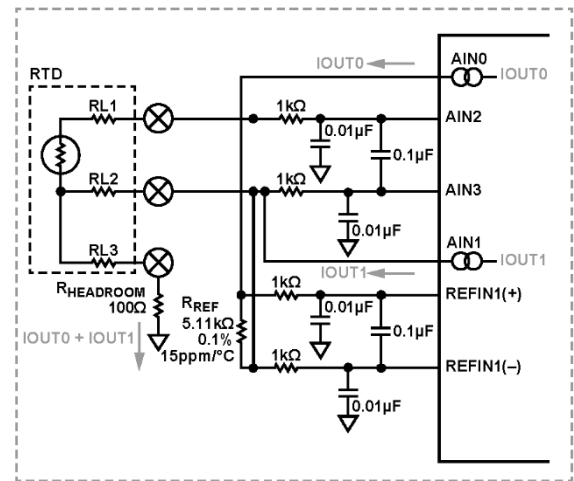 AIN0
IOUT0
IOUT0
RTD
RL1
1kΩ
0.01µF
AIN2
0.1µF
RL2
1kΩ
AIN3
0.01µF
RL3
AIN1
IOUT1
IOUT1
RHEADROOM
100Ω
IOUT0 + IOUT1
RREF
5.11kΩ
0.1%
15ppm/°C
1kΩ
REFIN1(+)
0.01µF
0.1µF
1kΩ
REFIN1(–)
0.01µF